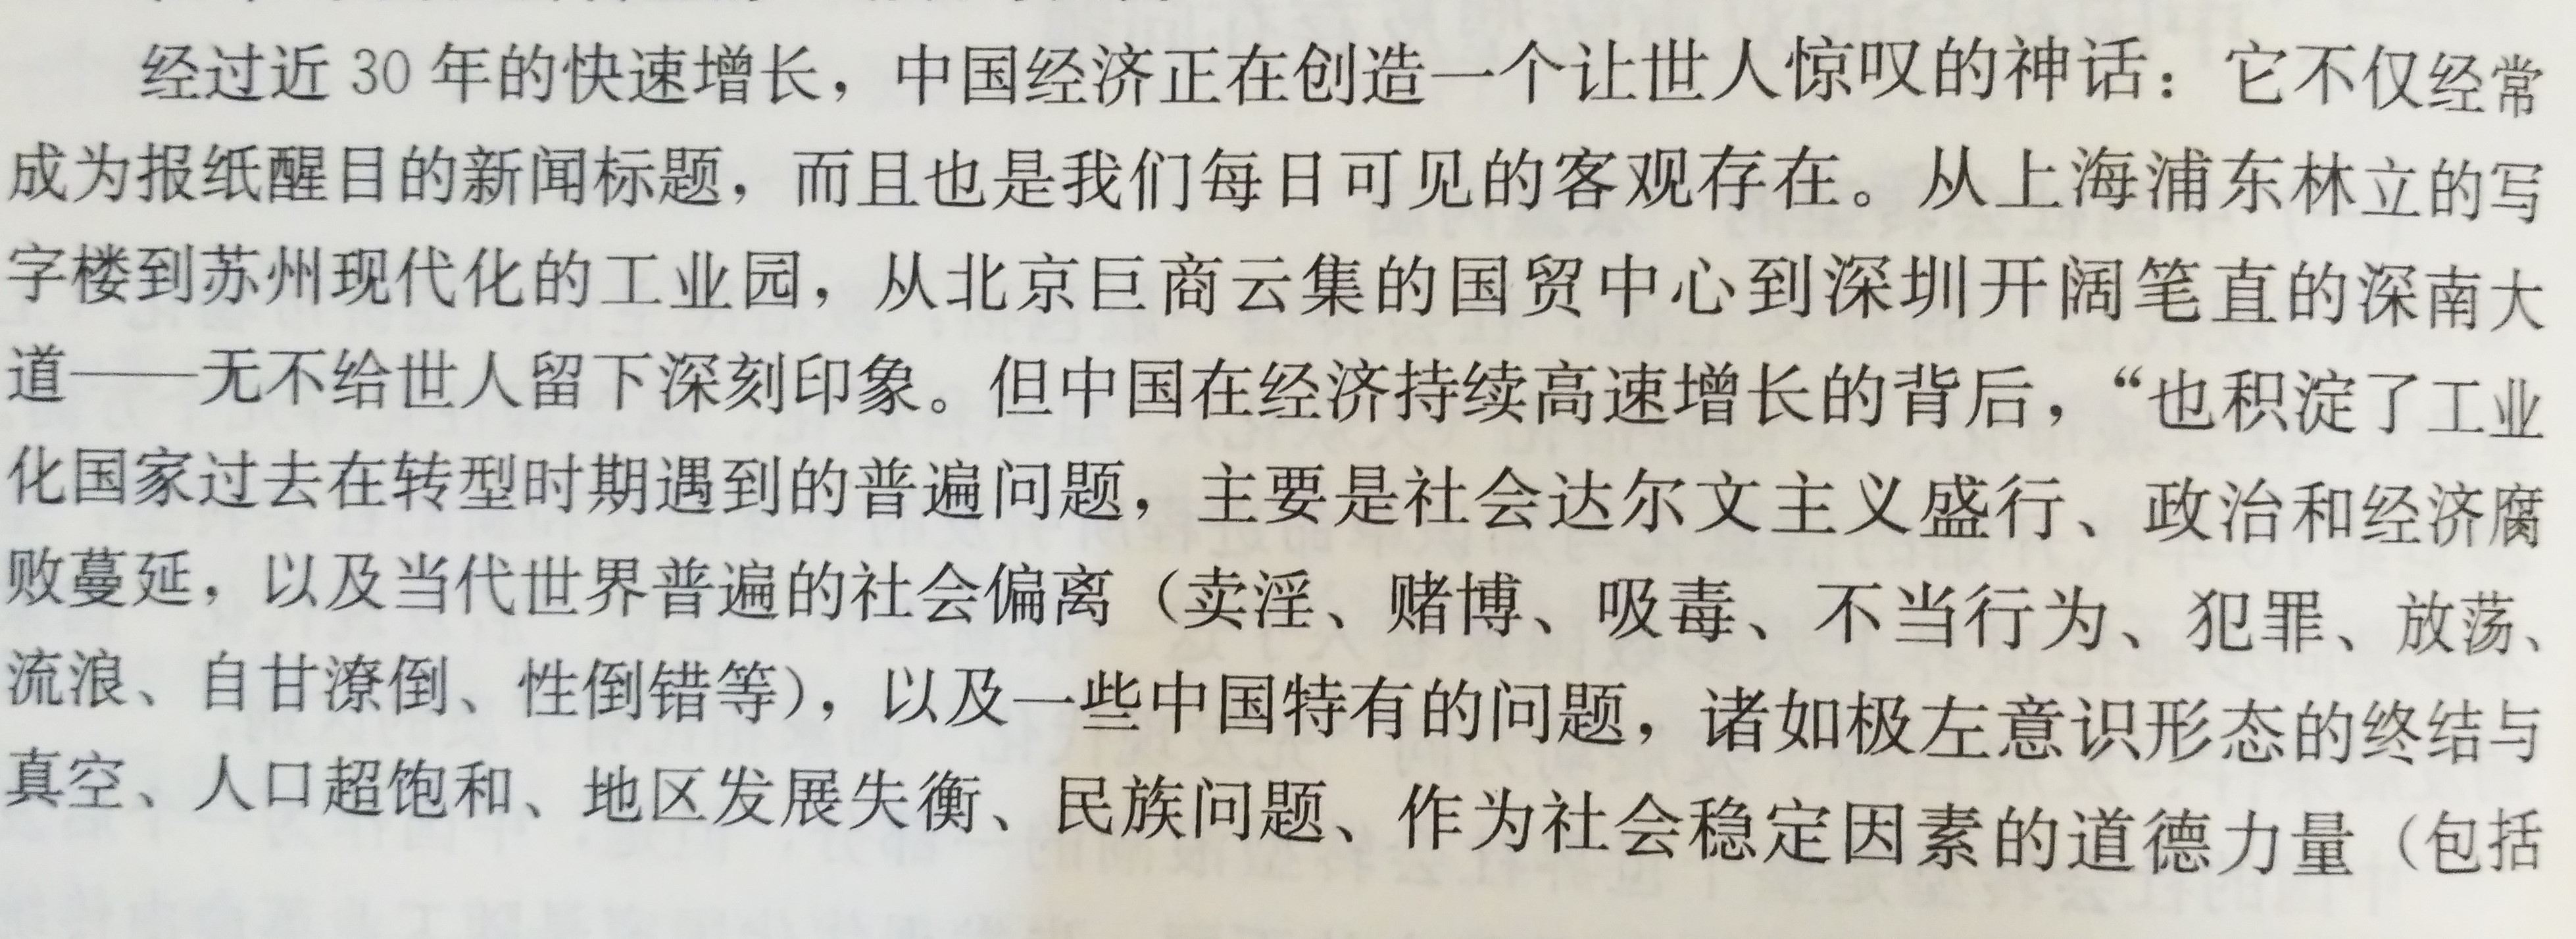 经过近 30 年的快速增长，中国经济正在创造一个让世人惊叹的神话：它不仅经常
成为报纸醒目的新闻标题，而且也是我们每日可见的客观存在。从上海浦东林立的写
字楼到苏州现代化的工业园，从北京巨商云集的国贸中心到深圳开阔笔直的深南大
道——无不给世人留下深刻印象。但中国在经济持续高速增长的背后，“也积淀了工业
化国家过去在转型时期遇到的普遍问题，主要是社会达尔文主义盛行、政治和经济腐
败蔓延，以及当代世界普遍的社会偏离（卖淫、赌博、吸毒、不当行为、犯罪、放荡、
流浪、自甘潦倒、性倒错等），以及一些中国特有的问题，诸如极左意识形态的终结与
真空、人口超饱和、地区发展失衡、民族问题、作为社会稳定因素的道德力量（包括